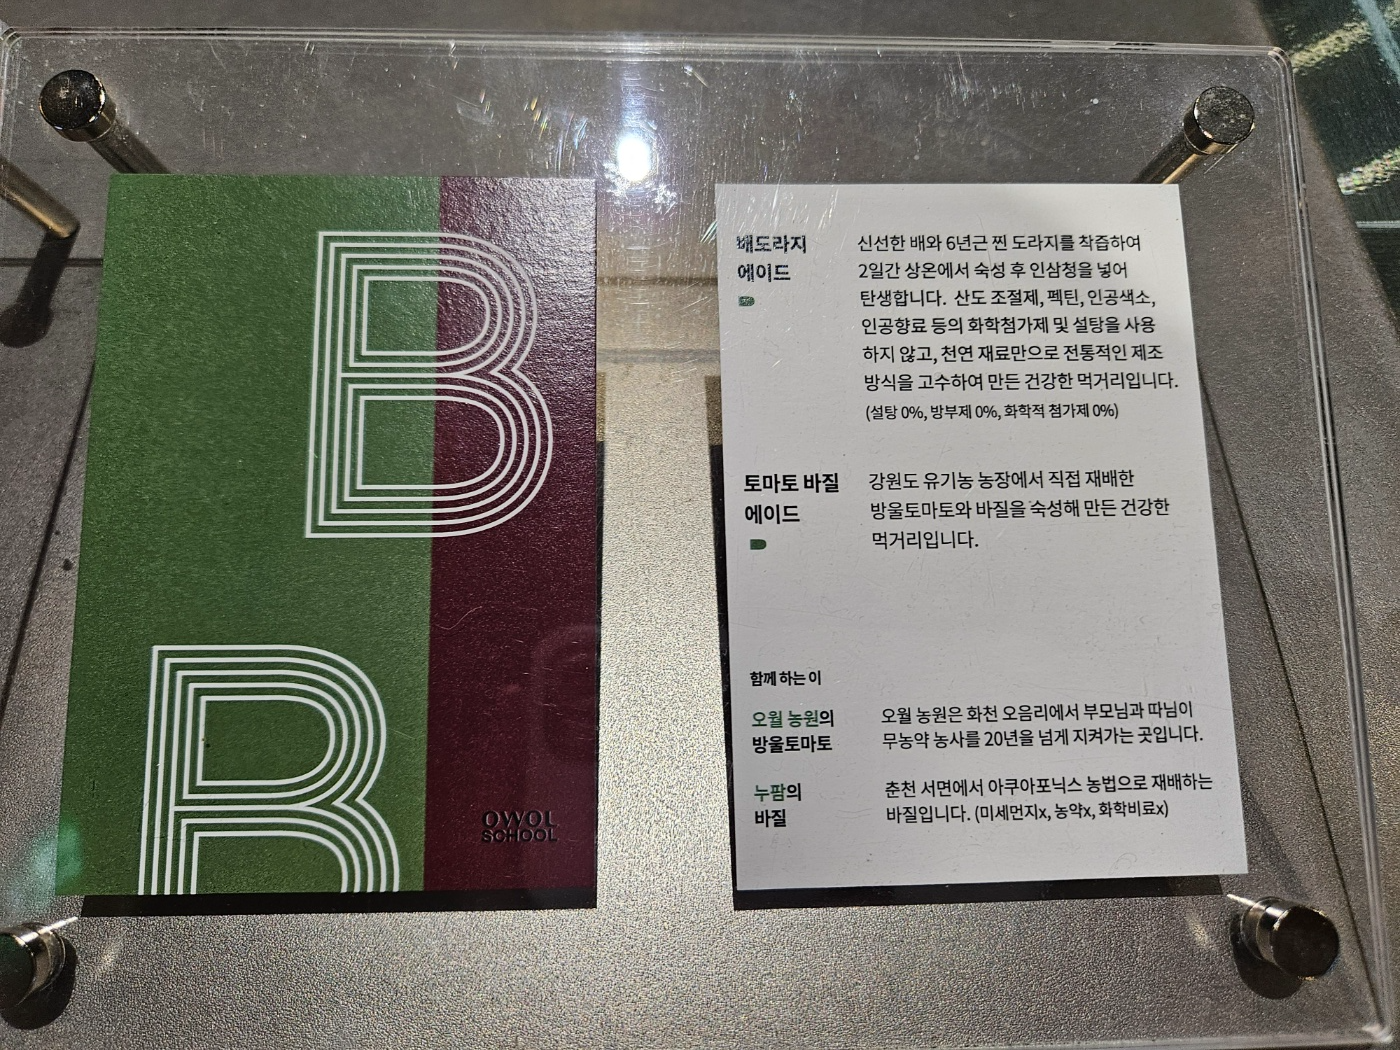 B
B
OWOL
SCHOOL
배도라지
에이드
신선한 배와 6년근 찐 도라지를 착즙하여
2일간 상온에서 숙성 후 인삼청을 넣어
탄생합니다. 산도 조절제, 펙틴, 인공색소,
인공향료 등의 화학첨가제 및 설탕을 사용
하지 않고, 천연 재료만으로 전통적인 제조
방식을 고수하여 만든 건강한 먹거리입니다.
(설탕 0%, 방부제 0%, 화학적 첨가제 0%)
토마토 바질
에이드
강원도 유기농 농장에서 직접 재배한
방울토마토와 바질을 숙성해 만든 건강한
먹거리입니다.
함께 하는 이
오월 농원의
방울토마토
오월 농원은 화천 오음리에서 부모님과 따님이
무농약 농사를 20년을 넘게 지켜가는 곳입니다.
누팜의
바질
춘천 서면에서 아쿠아포닉스 농법으로 재배하는
바질입니다. (미세먼지x, 농약x, 화학비료x)